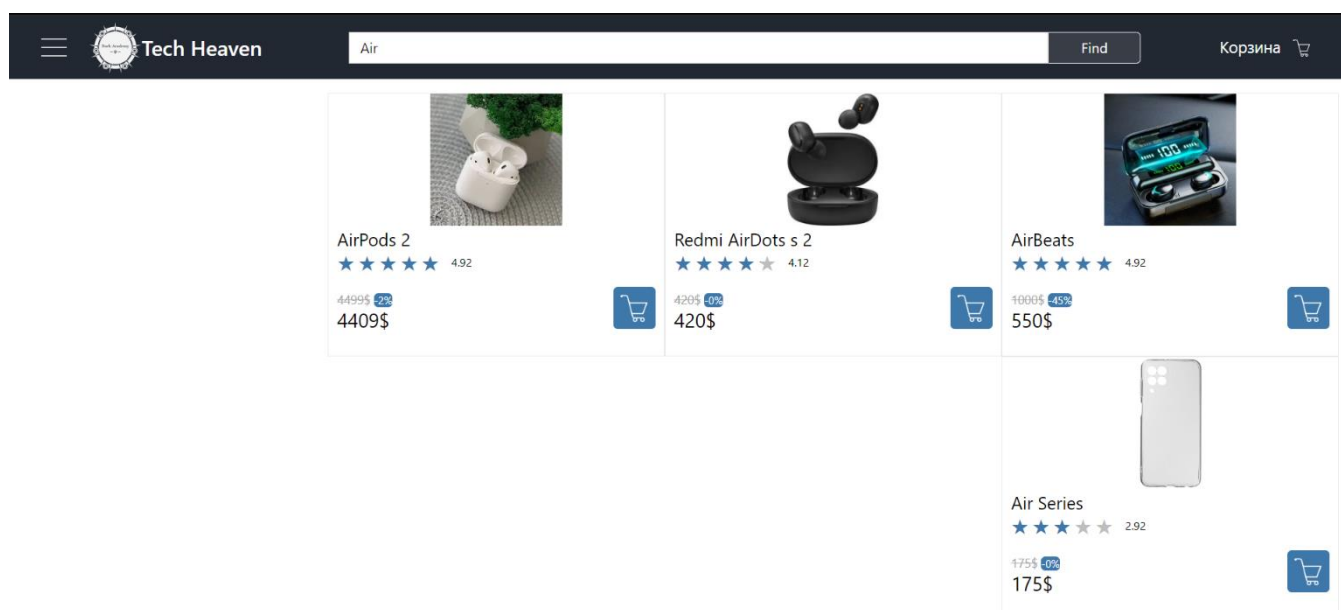 Tech Heaven
Air
Find
Корзина
AirPods 2
4.92
4499$ -2%
4409$
Redmi AirDots s 2
4.12
420$ -0%
420$
100
AirBeats
4.92
1000$ -45%
550$
Air Series
2.92
175$ -0%
175$